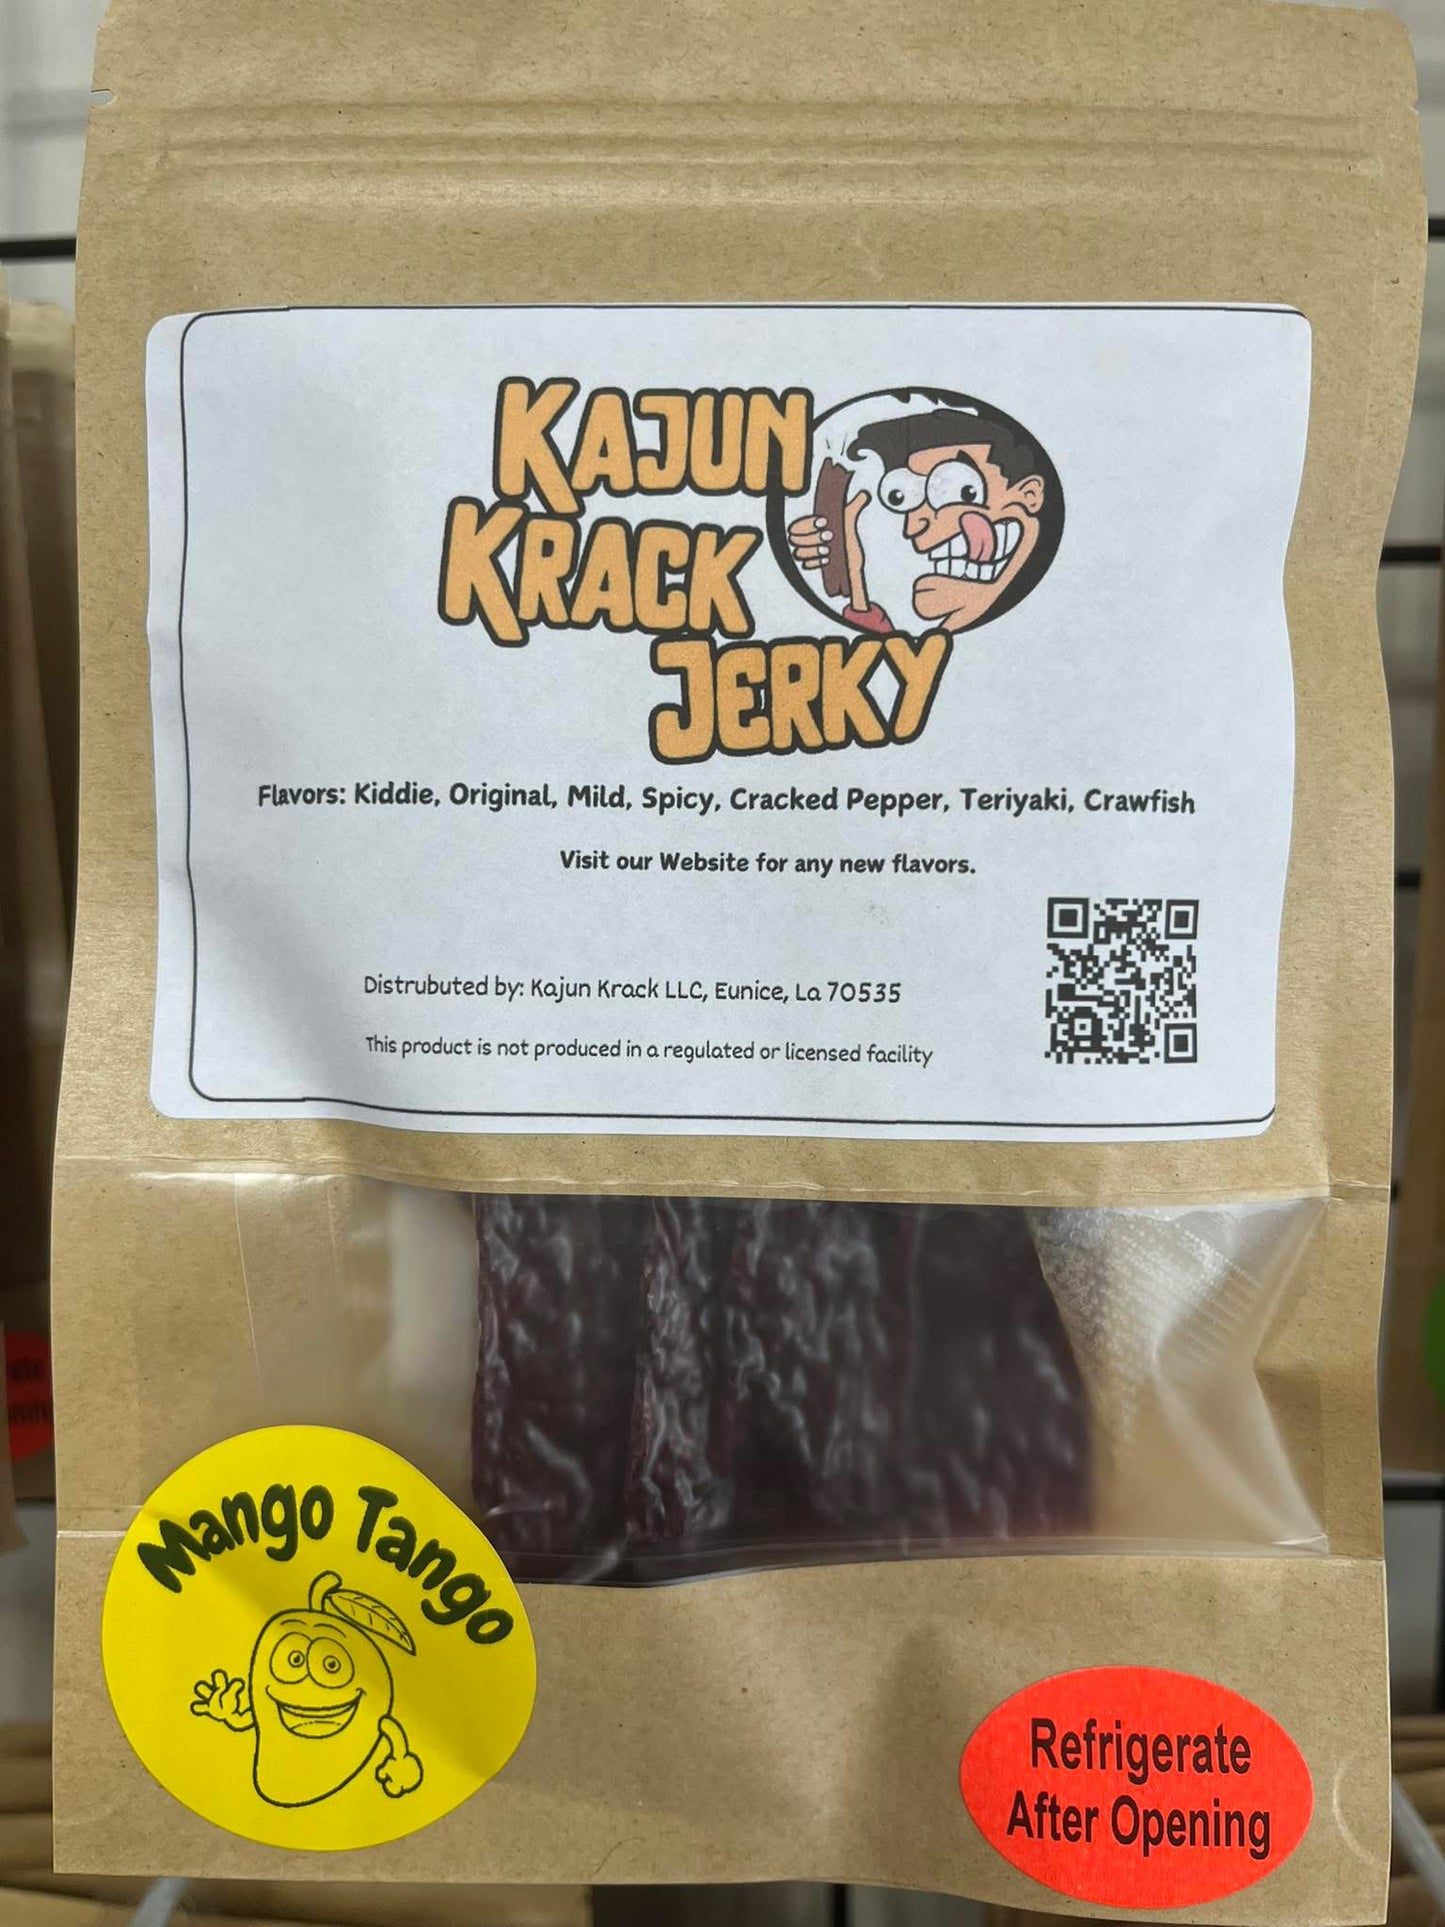 KAJUN
KRACK
JERKY
Flavors: Kiddie, Original, Mild, Spicy, Cracked Pepper, Teriyaki, Crawfish
Visit our Website for any new flavors.
Distrubuted by: Kajun Krack LLC, Eunice, La 70535
This product is not produced in a regulated or licensed facility
Mango Tango
Refrigerate
After Opening